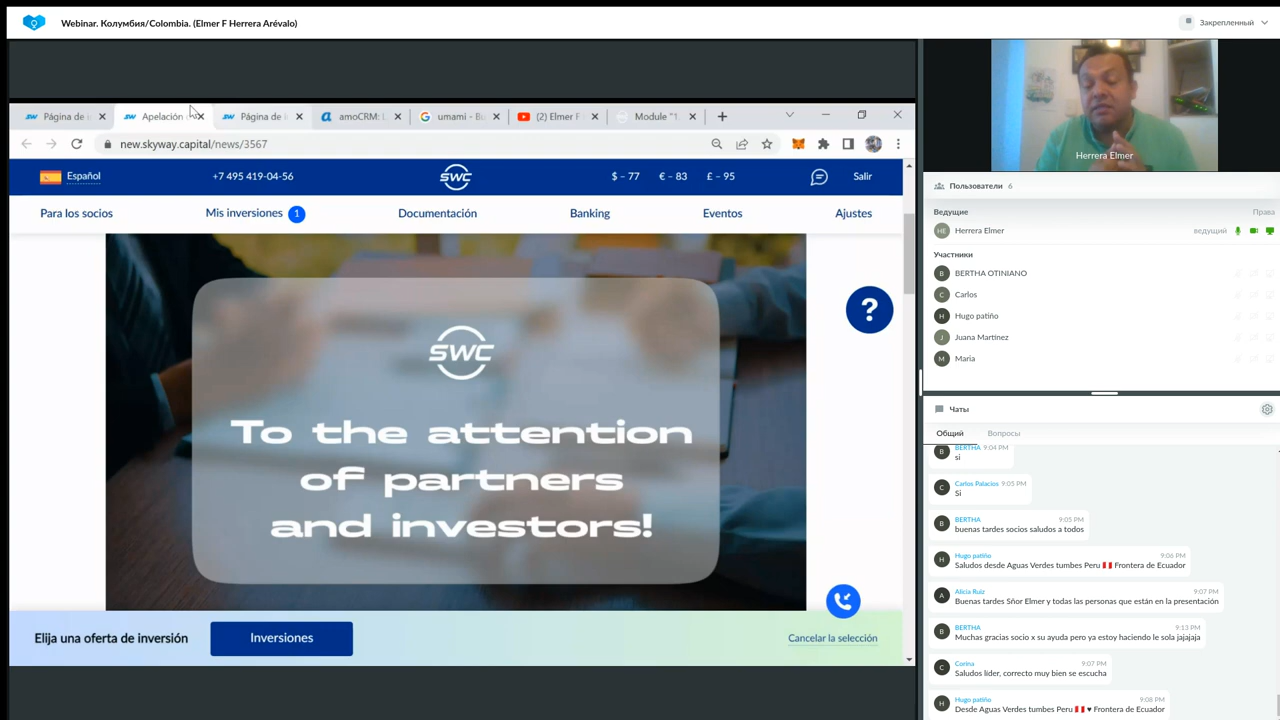 Webinar. Колумбия/Colombia. (Elmer F Herrera Arévalo)
Закрепленный
Página de i
Apelación
Página de i
amoCRM: L
umami - Bu
(2) Elmer F
Module "1
new.skyway.capital/news/3567
Español
+7 495 419-04-56
SWC
$ – 77
€ – 83
£ – 95
Salir
Para los socios
Mis inversiones 1
Documentación
Banking
Eventos
Ajustes
SWC
To the attention
of partners
and investors!
?
Elija una oferta de inversión
Inversiones
Cancelar la selección
Herrera Elmer
Пользователи 6
Ведущие
Права
HE Herrera Elmer
ведущий
Участники
B BERTHA OTINIANO
C Carlos
H Hugo patiño
J Juana Martínez
M Maria
Чаты
Общий
Вопросы
B BERTHA 9:04 PM
si
C Carlos Palacios 9:05 PM
Si
B BERTHA 9:05 PM
buenas tardes socios saludos a todos
H Hugo patiño 9:06 PM
Saludos desde Aguas Verdes tumbes Peru 🇵🇪 Frontera de Ecuador
A Alicia Ruiz 9:07 PM
Buenas tardes Sñor Elmer y todas las personas que están en la presentación
B BERTHA 9:13 PM
Muchas gracias socio x su ayuda pero ya estoy haciendo le sola jajajaja
C Corina 9:07 PM
Saludos líder, correcto muy bien se escucha
H Hugo patiño 9:08 PM
Desde Aguas Verdes tumbes Peru 🇵🇪 ♥ Frontera de Ecuador